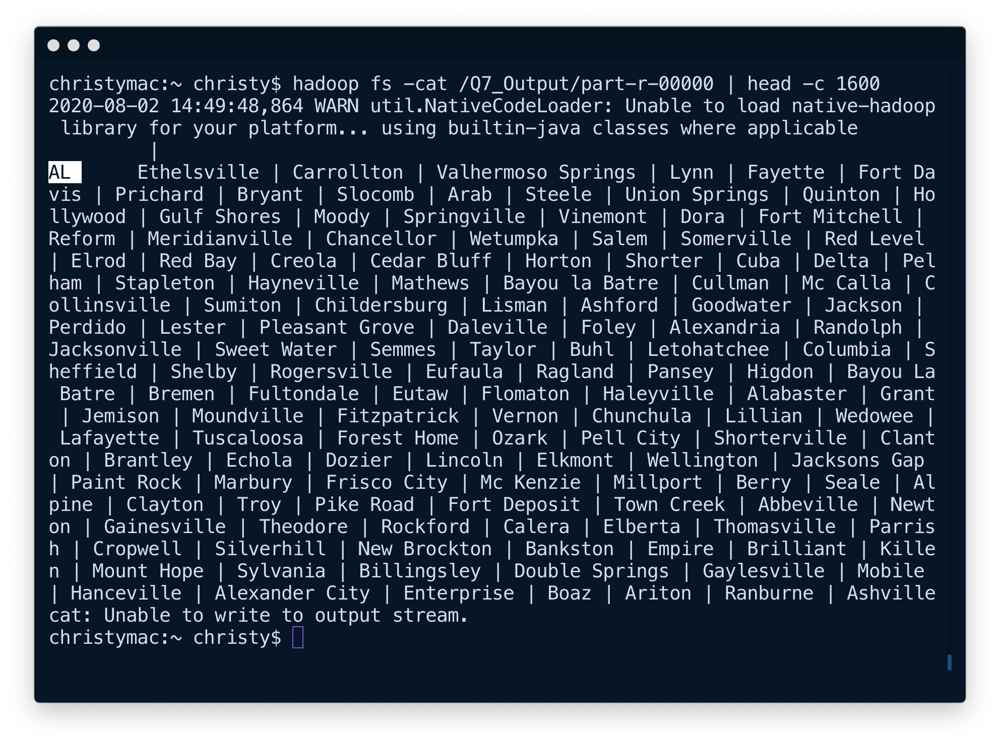 christymac:~ christy$ hadoop fs -cat /Q7_Output/part-r-00000 | head -c 1600
2020-08-02 14:49:48,864 WARN util.NativeCodeLoader: Unable to load native-hadoop
 library for your platform... using builtin-java classes where applicable
         |
AL      Ethelsville | Carrollton | Valhermoso Springs | Lynn | Fayette | Fort Da
vis | Prichard | Bryant | Slocomb | Arab | Steele | Union Springs | Quinton | Ho
llywood | Gulf Shores | Moody | Springville | Vinemont | Dora | Fort Mitchell |
Reform | Meridianville | Chancellor | Wetumpka | Salem | Somerville | Red Level
| Elrod | Red Bay | Creola | Cedar Bluff | Horton | Shorter | Cuba | Delta | Pel
ham | Stapleton | Hayneville | Mathews | Bayou la Batre | Cullman | Mc Calla | C
ollinsville | Sumiton | Childersburg | Lisman | Ashford | Goodwater | Jackson |
Perdido | Lester | Pleasant Grove | Daleville | Foley | Alexandria | Randolph |
Jacksonville | Sweet Water | Semmes | Taylor | Buhl | Letohatchee | Columbia | S
heffield | Shelby | Rogersville | Eufaula | Ragland | Pansey | Higdon | Bayou La
 Batre | Bremen | Fultondale | Eutaw | Flomaton | Haleyville | Alabaster | Grant
 | Jemison | Moundville | Fitzpatrick | Vernon | Chunchula | Lillian | Wedowee |
 Lafayette | Tuscaloosa | Forest Home | Ozark | Pell City | Shorterville | Clant
on | Brantley | Echola | Dozier | Lincoln | Elkmont | Wellington | Jacksons Gap
| Paint Rock | Marbury | Frisco City | Mc Kenzie | Millport | Berry | Seale | Al
pine | Clayton | Troy | Pike Road | Fort Deposit | Town Creek | Abbeville | Newt
on | Gainesville | Theodore | Rockford | Calera | Elberta | Thomasville | Parris
h | Cropwell | Silverhill | New Brockton | Bankston | Empire | Brilliant | Kille
n | Mount Hope | Sylvania | Billingsley | Double Springs | Gaylesville | Mobile
| Hanceville | Alexander City | Enterprise | Boaz | Ariton | Ranburne | Ashville
cat: Unable to write to output stream.
christymac:~ christy$